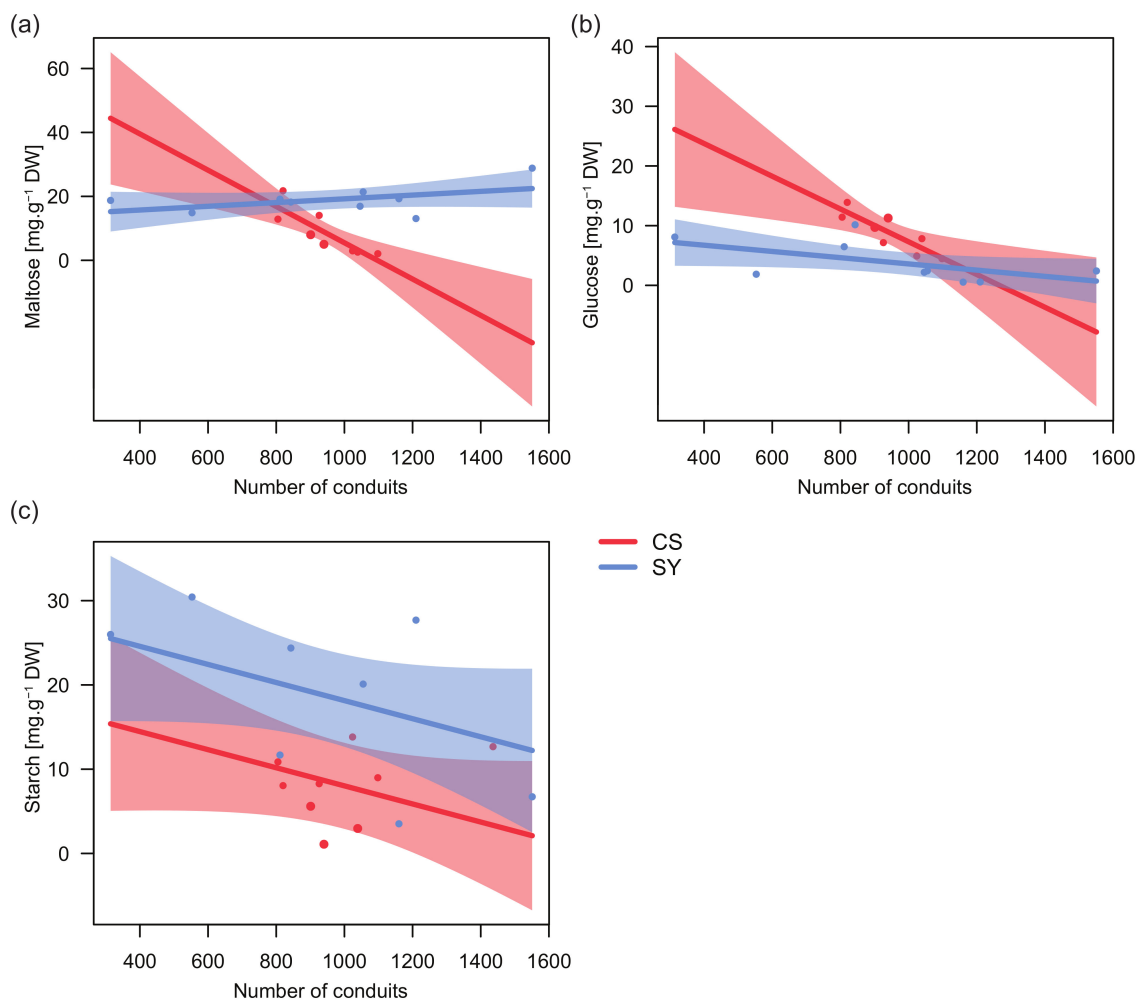 (a)
60
40
20
0
Maltose [mg.g⁻¹ DW]
400 600 800 1000 1200 1400 1600
Number of conduits
(b)
40
30
20
10
0
Glucose [mg.g⁻¹ DW]
400 600 800 1000 1200 1400 1600
Number of conduits
(c)
30
20
10
0
Starch [mg.g⁻¹ DW]
400 600 800 1000 1200 1400 1600
Number of conduits
CS
SY